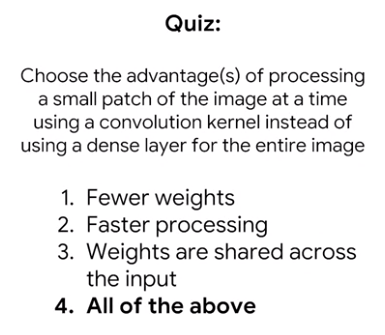 Quiz:
Choose the advantage(s) of processing
a small patch of the image at a time
using a convolution kernel instead of
using a dense layer for the entire image
1. Fewer weights
2. Faster processing
3. Weights are shared across
the input
4. All of the above